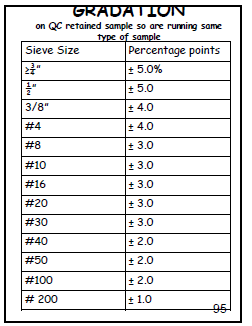 GRADATION
on QC retained sample so are running same
type of sample
Sieve Size Percentage points
≥¾" ± 5.0%
½" ± 5.0
3/8" ± 4.0
#4 ± 4.0
#8 ± 3.0
#10 ± 3.0
#16 ± 3.0
#20 ± 3.0
#30 ± 3.0
#40 ± 2.0
#50 ± 2.0
#100 ± 2.0
# 200 ± 1.0
95